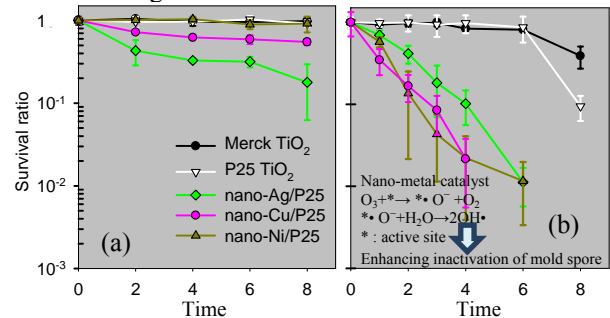 1
10⁻¹
10⁻²
10⁻³
Survival ratio
Merck TiO₂
P25 TiO₂
nano-Ag/P25
nano-Cu/P25
nano-Ni/P25
(a)
0 2 4 6 8
Time
Nano-metal catalyst
O₃+*→ *• O⁻ +O₂
*• O⁻+H₂O→2OH•
* : active site
(b)
Enhancing inactivation of mold spore
0 2 4 6 8
Time